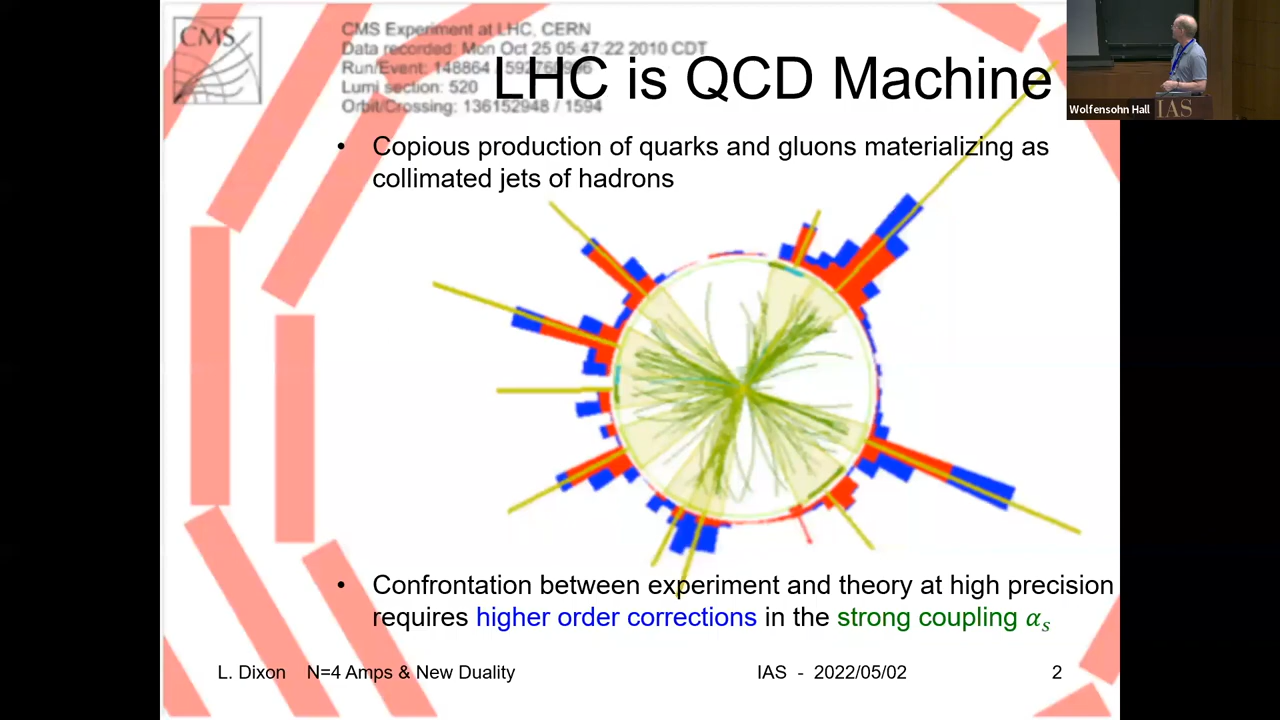 CMS
CMS Experiment at LHC, CERN
Data recorded: Mon Oct 25 05:47:22 2010 CDT
Run/Event: 148864 /
Lumi section: 520
Orbit/Crossing: 136152948 / 1594
LHC is QCD Machine
Wolfensohn Hall
IAS
• Copious production of quarks and gluons materializing as
collimated jets of hadrons
• Confrontation between experiment and theory at high precision
requires higher order corrections in the strong coupling αs
L. Dixon N=4 Amps & New Duality IAS - 2022/05/02 2